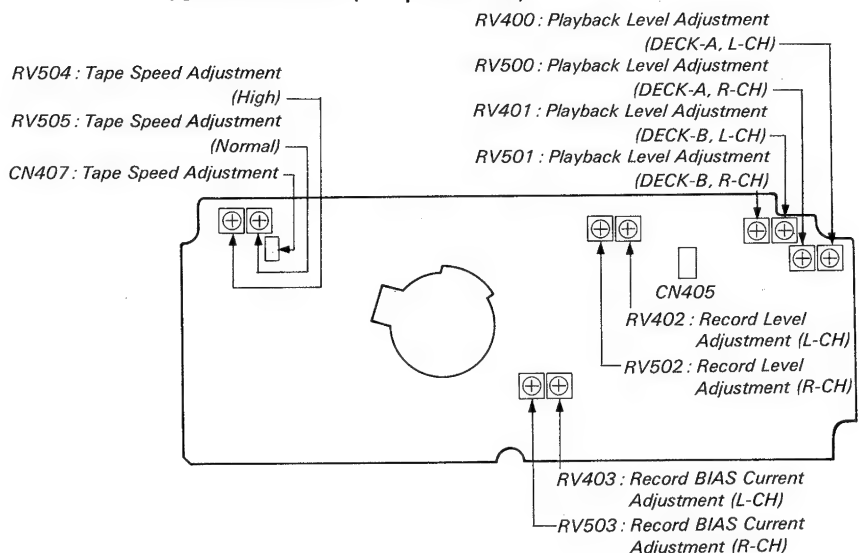 RV400 : Playback Level Adjustment
(DECK-A, L-CH)
RV500 : Playback Level Adjustment
(DECK-A, R-CH)
RV401 : Playback Level Adjustment
(DECK-B, L-CH)
RV501 : Playback Level Adjustment
(DECK-B, R-CH)
RV504 : Tape Speed Adjustment
(High)
RV505 : Tape Speed Adjustment
(Normal)
CN407 : Tape Speed Adjustment
CN405
RV402 : Record Level
Adjustment (L-CH)
RV502 : Record Level
Adjustment (R-CH)
RV403 : Record BIAS Current
Adjustment (L-CH)
RV503 : Record BIAS Current
Adjustment (R-CH)